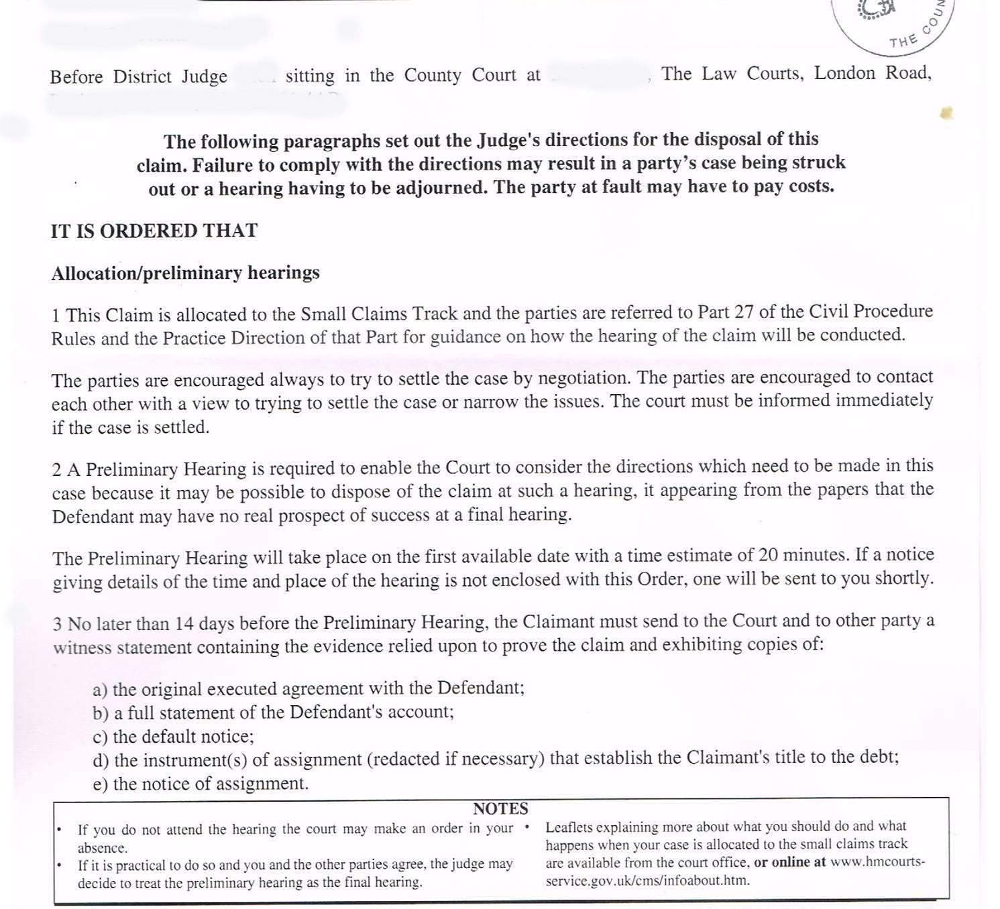 THE COUN
Before District Judge sitting in the County Court at , The Law Courts, London Road,
The following paragraphs set out the Judge's directions for the disposal of this
claim. Failure to comply with the directions may result in a party’s case being struck
out or a hearing having to be adjourned. The party at fault may have to pay costs.
IT IS ORDERED THAT
Allocation/preliminary hearings
1 This Claim is allocated to the Small Claims Track and the parties are referred to Part 27 of the Civil Procedure
Rules and the Practice Direction of that Part for guidance on how the hearing of the claim will be conducted.
The parties are encouraged always to try to settle the case by negotiation. The parties are encouraged to contact
each other with a view to trying to settle the case or narrow the issues. The court must be informed immediately
if the case is settled.
2 A Preliminary Hearing is required to enable the Court to consider the directions which need to be made in this
case because it may be possible to dispose of the claim at such a hearing, it appearing from the papers that the
Defendant may have no real prospect of success at a final hearing.
The Preliminary Hearing will take place on the first available date with a time estimate of 20 minutes. If a notice
giving details of the time and place of the hearing is not enclosed with this Order, one will be sent to you shortly.
3 No later than 14 days before the Preliminary Hearing, the Claimant must send to the Court and to other party a
witness statement containing the evidence relied upon to prove the claim and exhibiting copies of:
a) the original executed agreement with the Defendant;
b) a full statement of the Defendant's account;
c) the default notice;
d) the instrument(s) of assignment (redacted if necessary) that establish the Claimant's title to the debt;
e) the notice of assignment.
NOTES
• If you do not attend the hearing the court may make an order in your
absence.
• If it is practical to do so and you and the other parties agree, the judge may
decide to treat the preliminary hearing as the final hearing.
• Leaflets explaining more about what you should do and what
happens when your case is allocated to the small claims track
are available from the court office, or online at www.hmcourts-
service.gov.uk/cms/infoabout.htm.